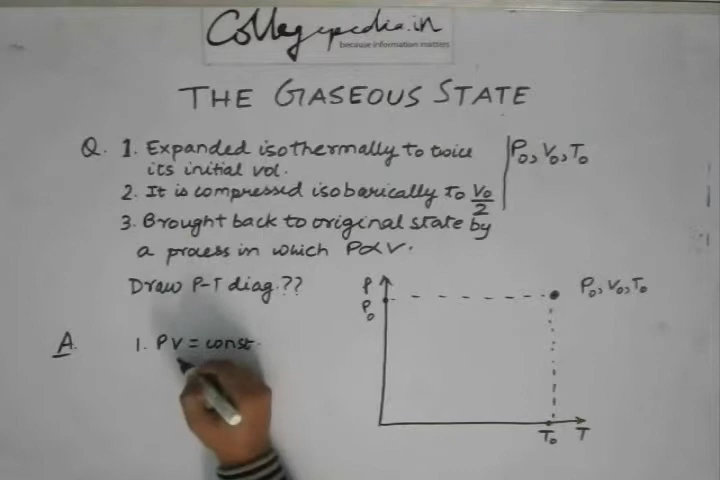 Collegepedia.in
because information matters
THE GASEOUS STATE
Q. 1. Expanded isothermally to twice
its initial vol.
2. It is compressed isobarically to V₀/2
3. Brought back to original state by
a process in which P∝V.
P₀, V₀, T₀
Draw P-T diag.??
A. 1. PV = const.
P
P₀
P₀, V₀, T₀
T₀ T